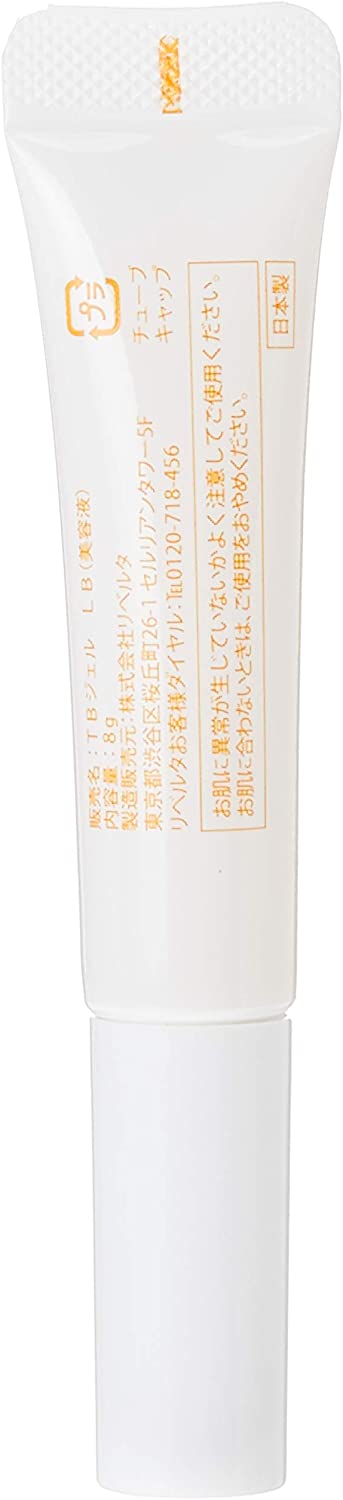 販売名：ＴＢジェル　ＬＢ（美容液）
内容量：8g
製造販売元：株式会社リベルタ
東京都渋谷区桜丘町26-1 セルリアンタワー5F
リベルタお客様ダイヤル：TEL0120-718-456
お肌に異常が生じていないかよく注意してご使用ください。
お肌に合わないときは、ご使用をおやめください。
プラ
チューブ
キャップ
日本製